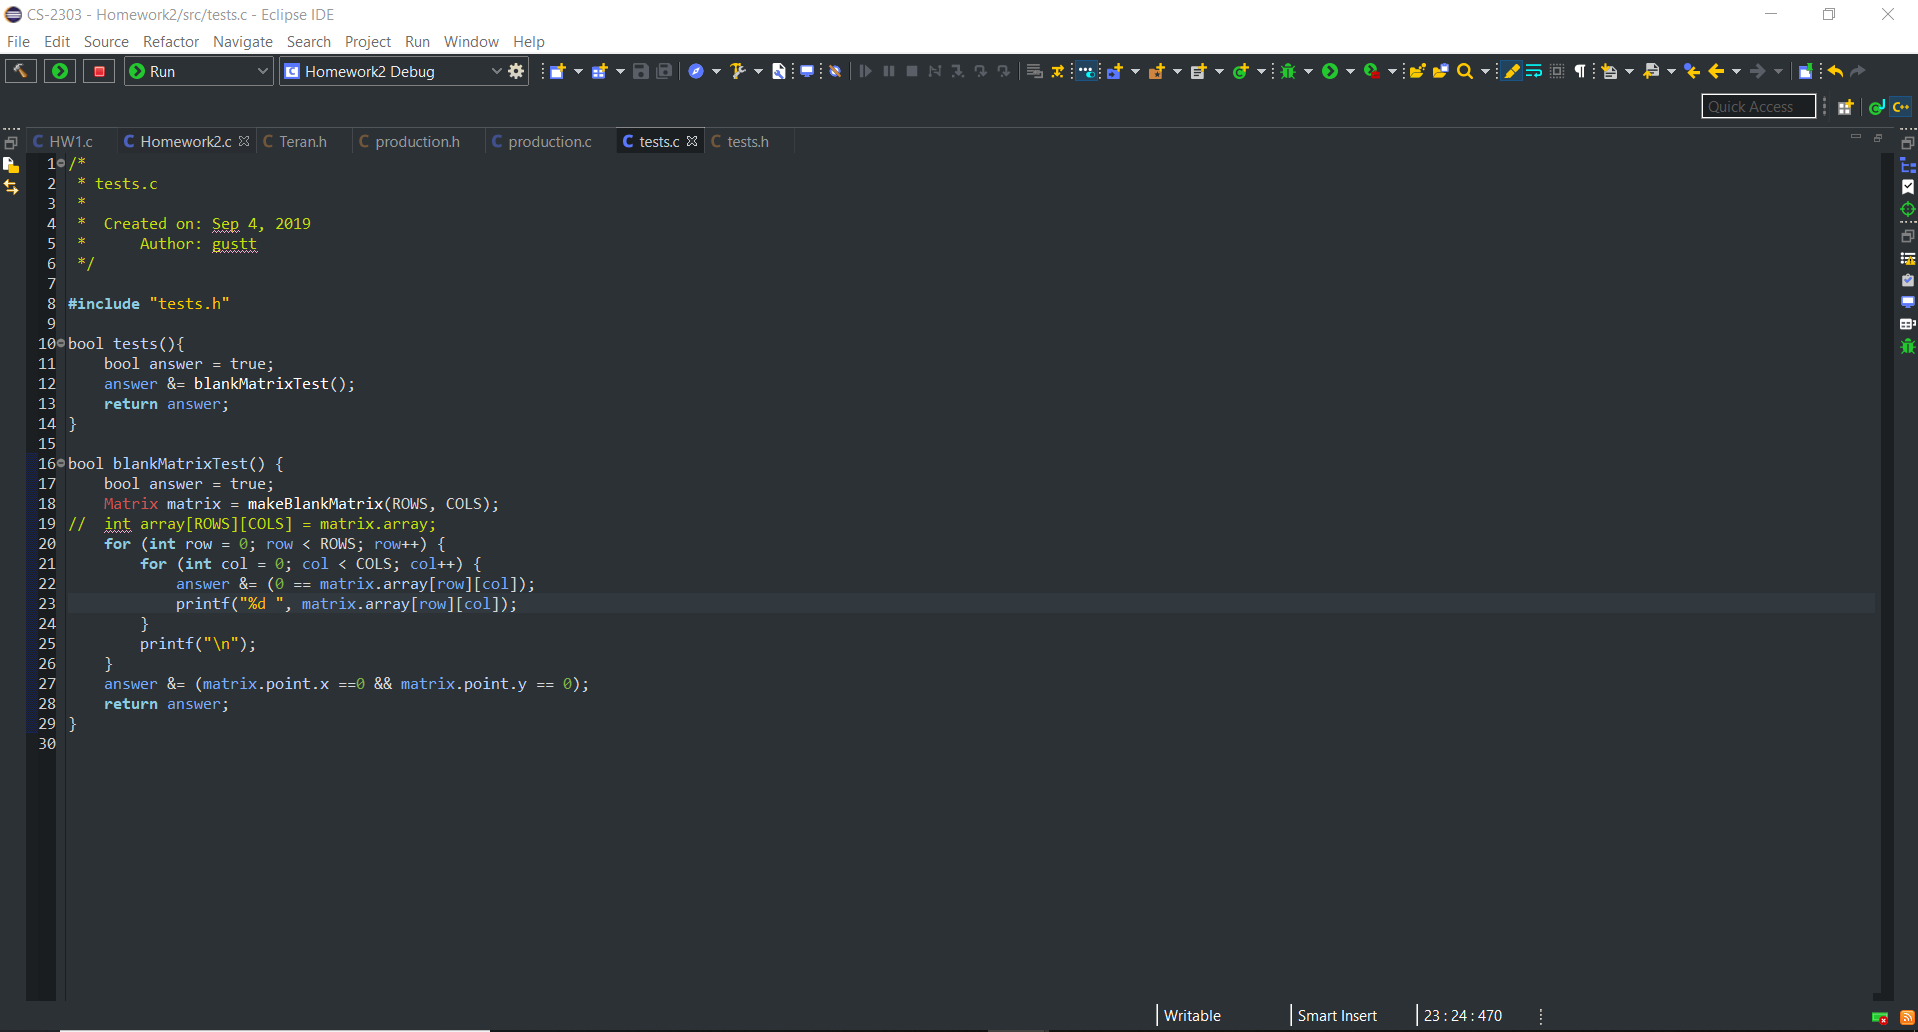 CS-2303 - Homework2/src/tests.c - Eclipse IDE
File Edit Source Refactor Navigate Search Project Run Window Help
Run Homework2 Debug
Quick Access
HW1.c Homework2.c Teran.h production.h production.c tests.c tests.h
1 /*
2  * tests.c
3  *
4  *  Created on: Sep 4, 2019
5  *      Author: gustt
6  */
7
8 #include "tests.h"
9
10 bool tests(){
11     bool answer = true;
12     answer &= blankMatrixTest();
13     return answer;
14 }
15
16 bool blankMatrixTest() {
17     bool answer = true;
18     Matrix matrix = makeBlankMatrix(ROWS, COLS);
19 //  int array[ROWS][COLS] = matrix.array;
20     for (int row = 0; row < ROWS; row++) {
21         for (int col = 0; col < COLS; col++) {
22             answer &= (0 == matrix.array[row][col]);
23             printf("%d ", matrix.array[row][col]);
24         }
25         printf("\n");
26     }
27     answer &= (matrix.point.x ==0 && matrix.point.y == 0);
28     return answer;
29 }
30
Writable Smart Insert 23 : 24 : 470